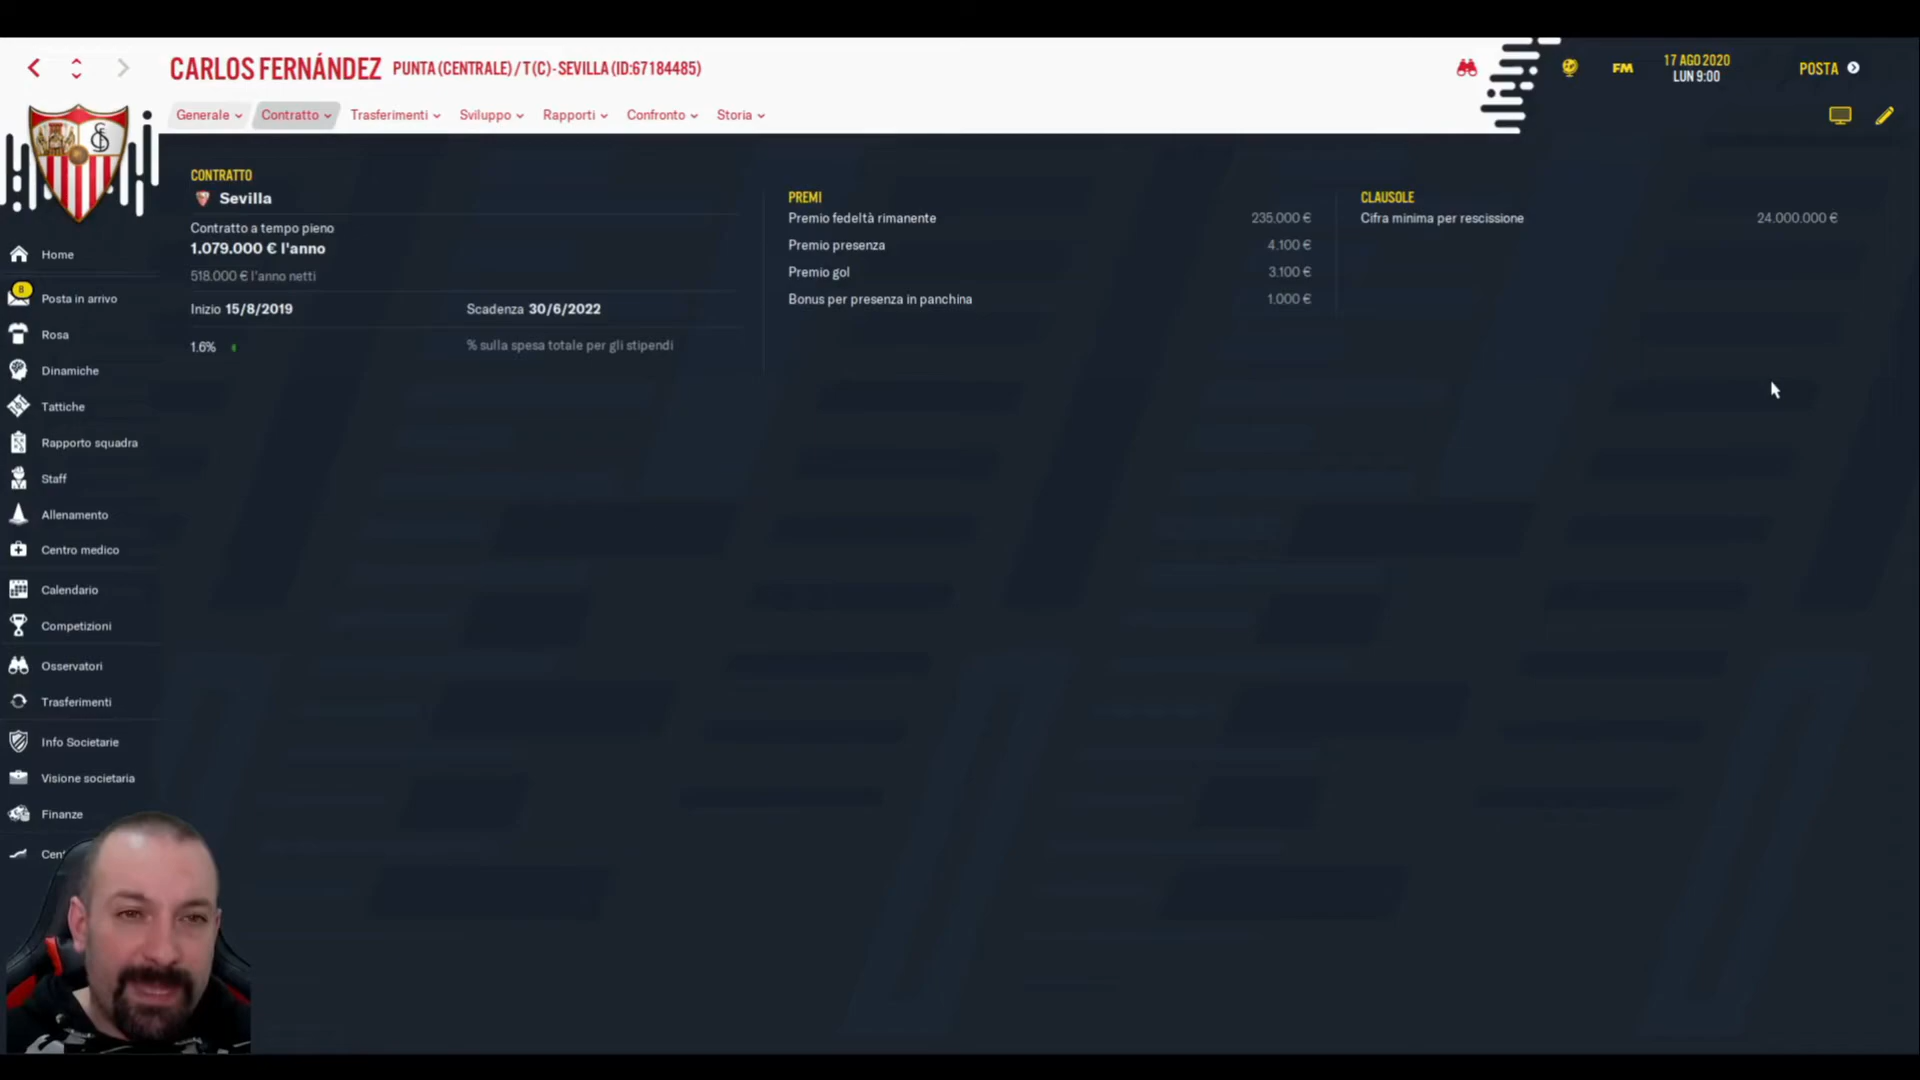 CARLOS FERNÁNDEZ PUNTA (CENTRALE) / T (C) - SEVILLA (ID:67184485)
FM
17 AGO 2020
LUN 9:00
POSTA
Generale
Contratto
Trasferimenti
Sviluppo
Rapporti
Confronto
Storia
CONTRATTO
Sevilla
Contratto a tempo pieno
1.079.000 € l'anno
518.000 € l'anno netti
Inizio 15/8/2019
Scadenza 30/6/2022
1.6%
% sulla spesa totale per gli stipendi
PREMI
Premio fedeltà rimanente 235.000 €
Premio presenza 4.100 €
Premio gol 3.100 €
Bonus per presenza in panchina 1.000 €
CLAUSOLE
Cifra minima per rescissione 24.000.000 €
Home
8
Posta in arrivo
Rosa
Dinamiche
Tattiche
Rapporto squadra
Staff
Allenamento
Centro medico
Calendario
Competizioni
Osservatori
Trasferimenti
Info Societarie
Visione societaria
Finanze
Cent